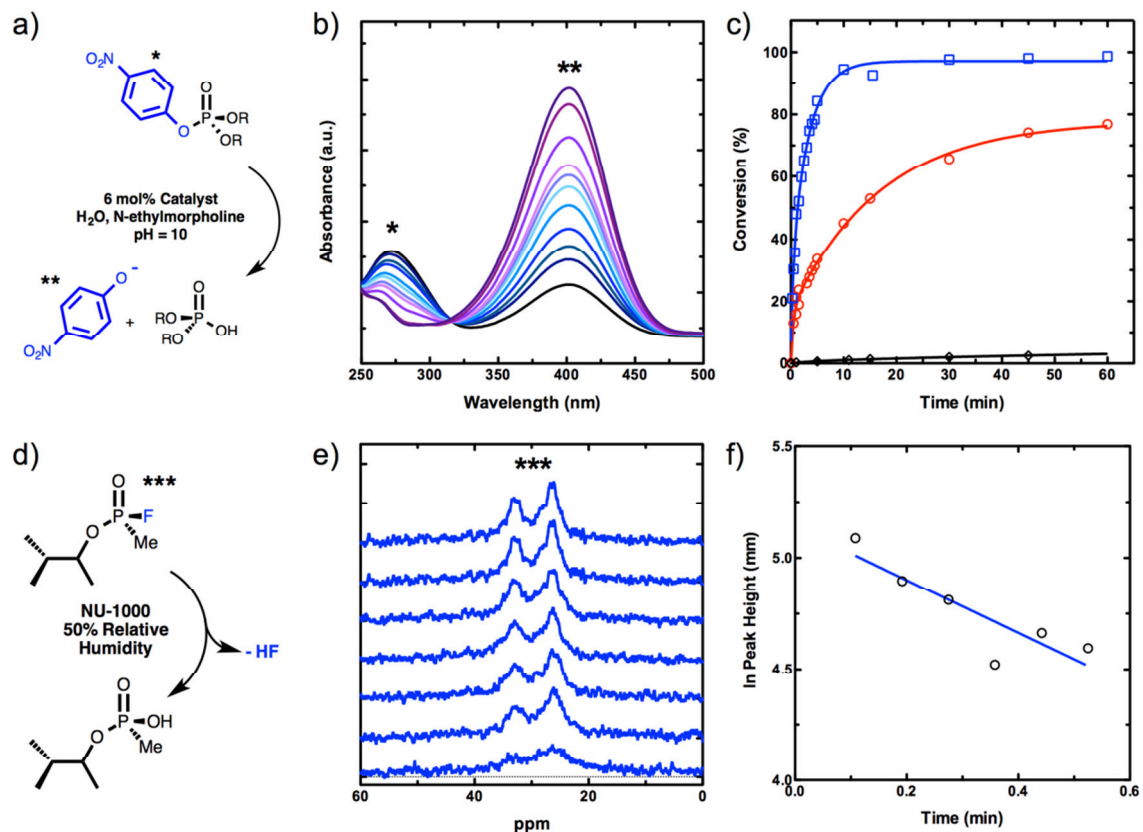 a)
O₂N
*
O
P
OR
O
OR
6 mol% Catalyst
H₂O, N-ethylmorpholine
pH = 10
**
O
-
O₂N
+
O
RO
P
OH
RO
b)
**
*
Absorbance (a.u.)
250 300 350 400 450 500
Wavelength (nm)
c)
100
80
60
40
20
0
Conversion (%)
0 10 20 30 40 50 60
Time (min)
d)
O
***
P
F
O
Me
NU-1000
50% Relative
Humidity
- HF
O
P
OH
O
Me
e)
***
60 40 20 0
ppm
f)
5.5
5.0
4.5
4.0
ln Peak Height (mm)
0.0 0.2 0.4 0.6
Time (min)